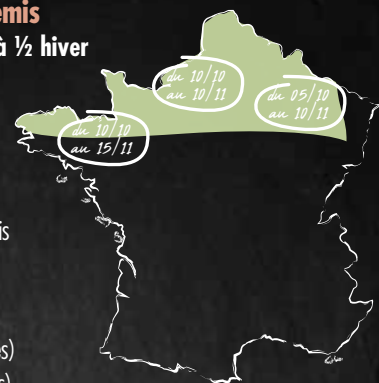 emis
à ½ hiver
du 10/10
au 10/11
du 05/10
au 10/11
du 10/10
au 15/11
is
es)
s)